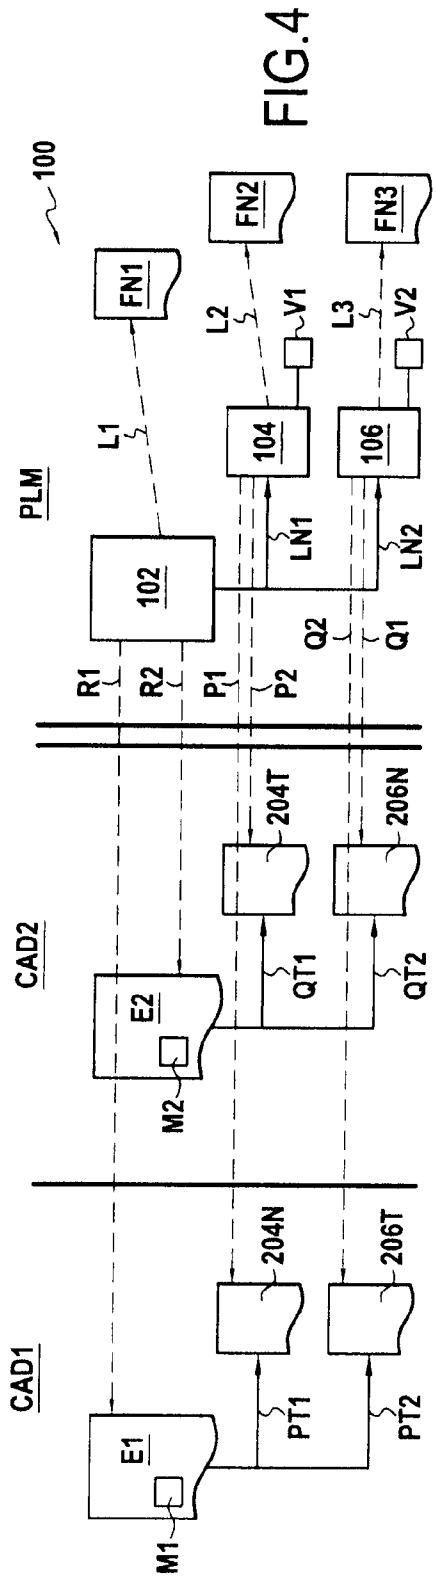 CAD1
CAD2
PLM
100
E1
M1
E2
M2
R1
R2
102
L1
FN1
204N
PT1
204T
QT1
P1
P2
LN1
104
L2
V1
FN2
206T
PT2
206N
QT2
Q2
Q1
LN2
106
L3
V2
FN3
FIG.4